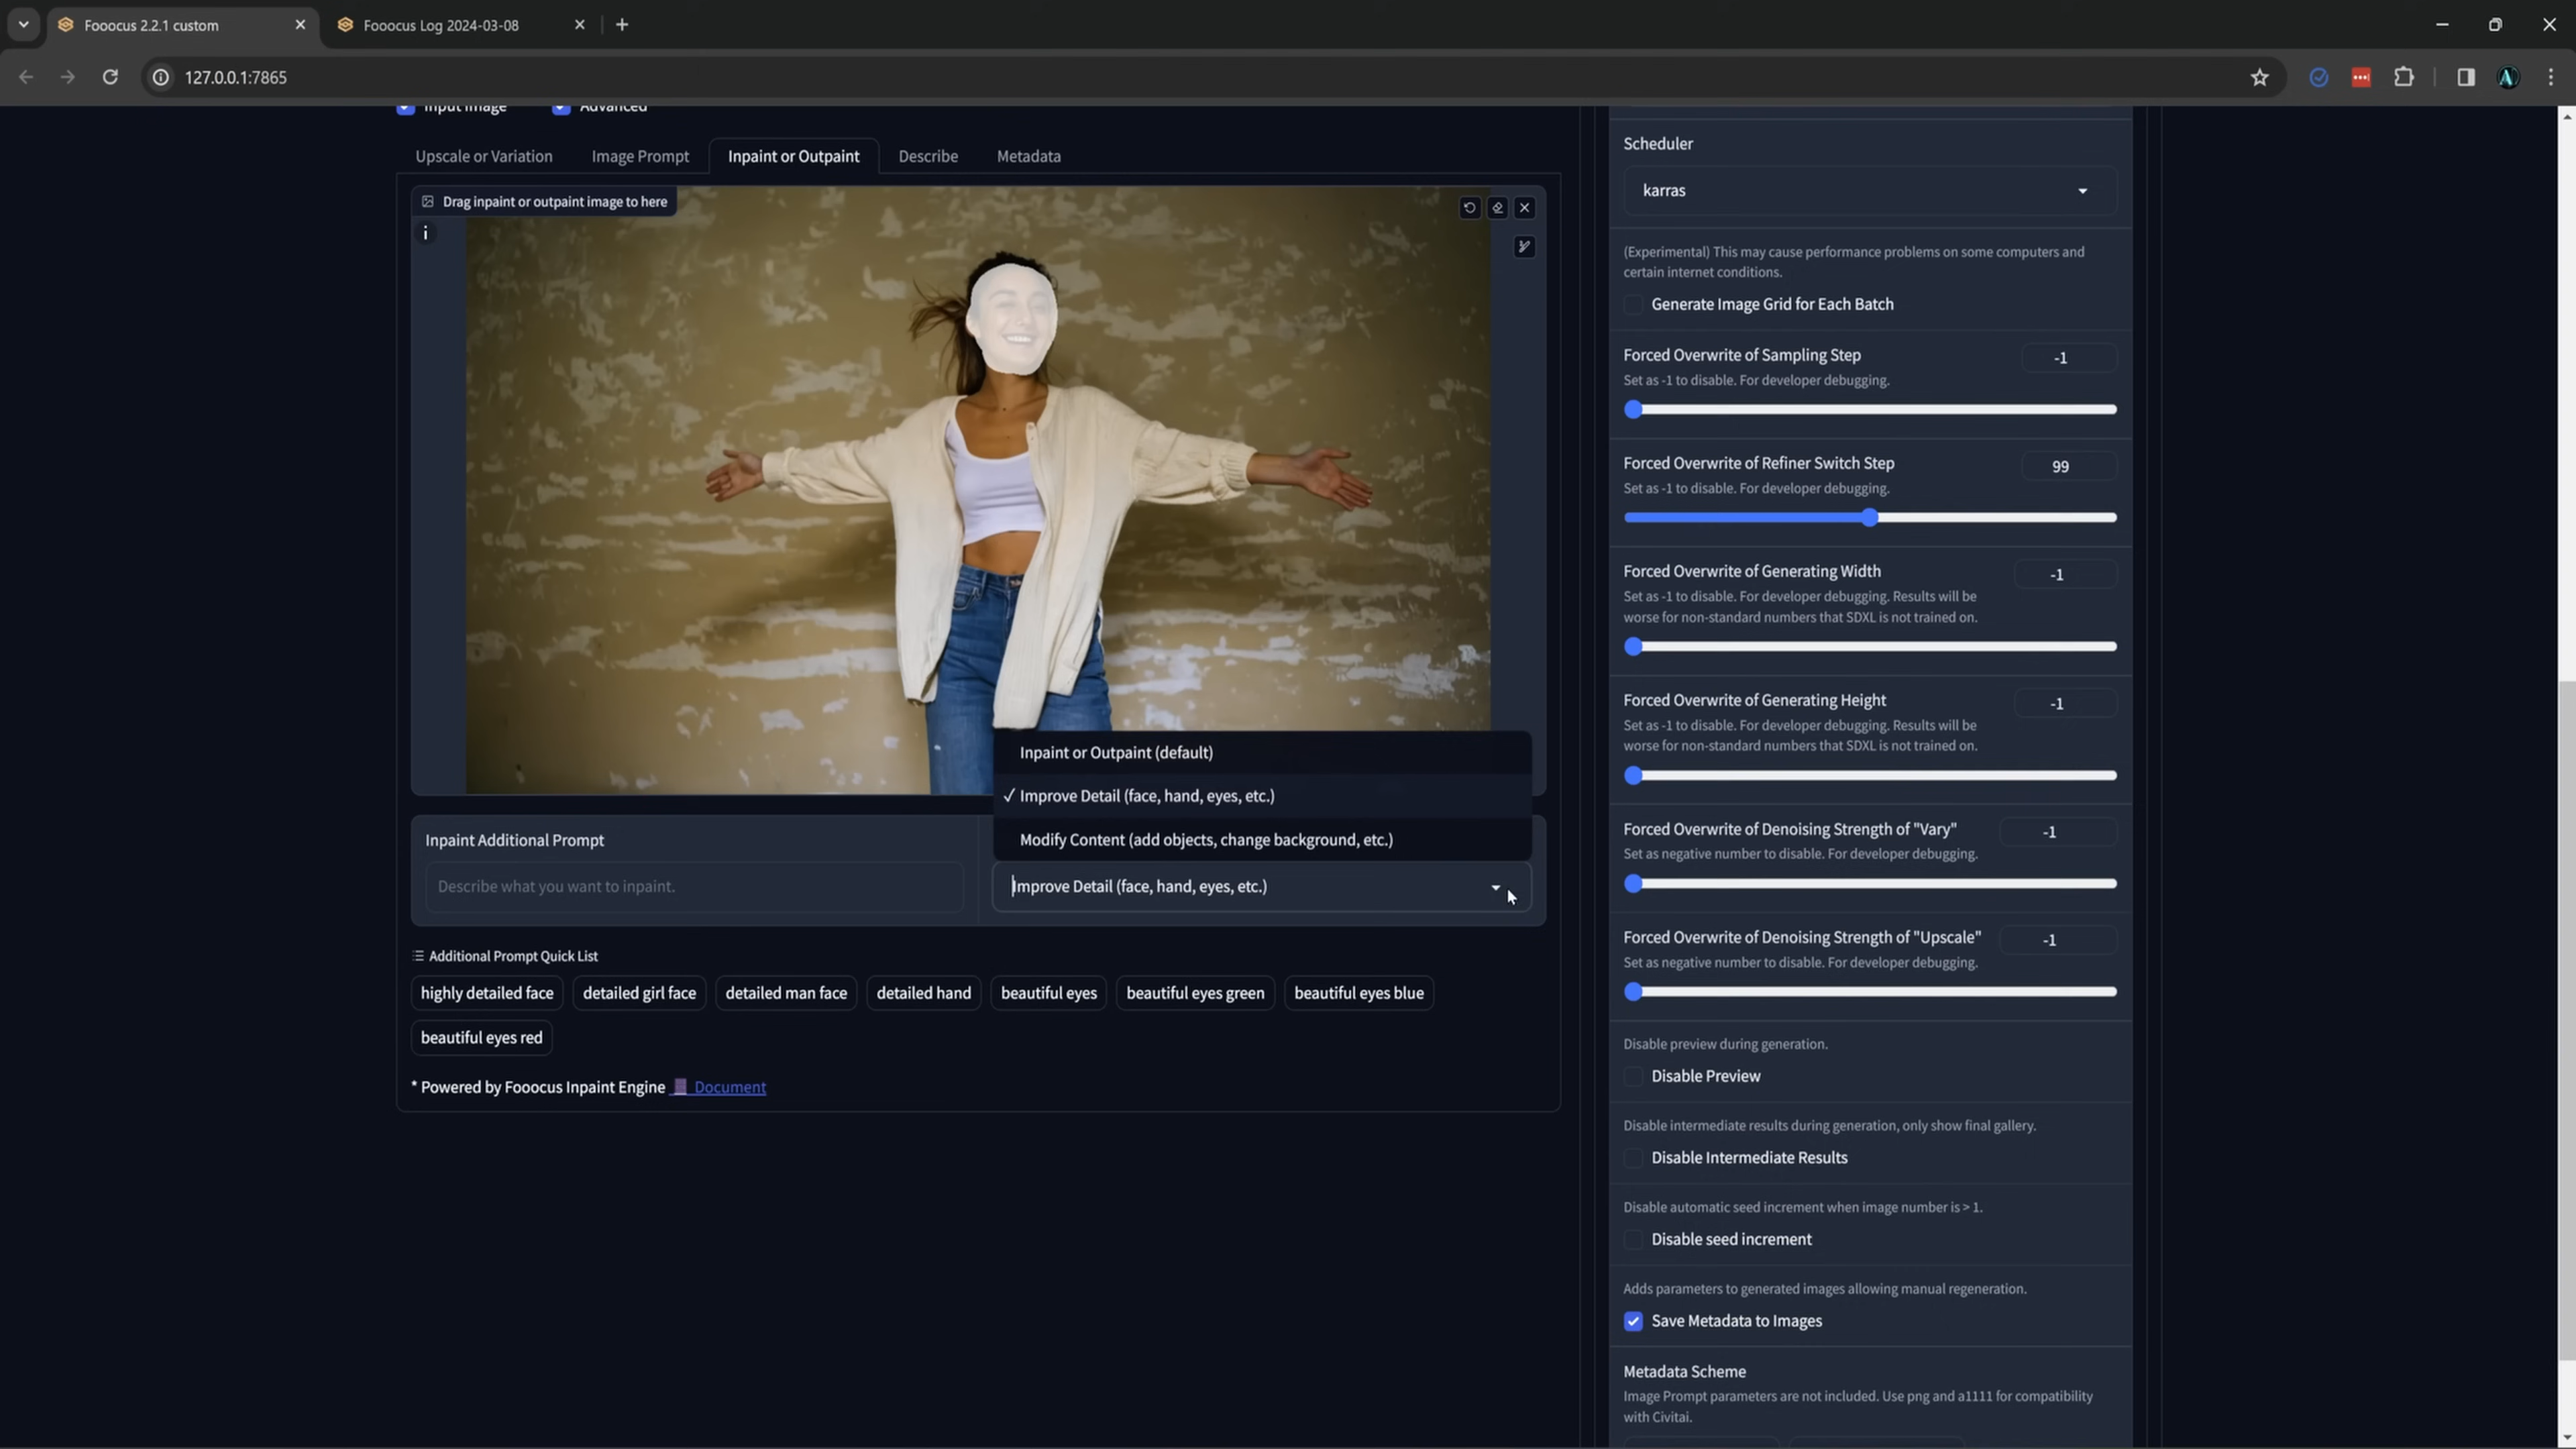 Fooocus 2.2.1 custom
Fooocus Log 2024-03-08
127.0.0.1:7865
Input Image
Advanced
Upscale or Variation
Image Prompt
Inpaint or Outpaint
Describe
Metadata
Drag inpaint or outpaint image to here
i
Inpaint or Outpaint (default)
✓ Improve Detail (face, hand, eyes, etc.)
Modify Content (add objects, change background, etc.)
Inpaint Additional Prompt
Describe what you want to inpaint.
Improve Detail (face, hand, eyes, etc.)
Additional Prompt Quick List
highly detailed face
detailed girl face
detailed man face
detailed hand
beautiful eyes
beautiful eyes green
beautiful eyes blue
beautiful eyes red
* Powered by Fooocus Inpaint Engine Document
Scheduler
karras
(Experimental) This may cause performance problems on some computers and
certain internet conditions.
Generate Image Grid for Each Batch
Forced Overwrite of Sampling Step
-1
Set as -1 to disable. For developer debugging.
Forced Overwrite of Refiner Switch Step
99
Set as -1 to disable. For developer debugging.
Forced Overwrite of Generating Width
-1
Set as -1 to disable. For developer debugging. Results will be
worse for non-standard numbers that SDXL is not trained on.
Forced Overwrite of Generating Height
-1
Set as -1 to disable. For developer debugging. Results will be
worse for non-standard numbers that SDXL is not trained on.
Forced Overwrite of Denoising Strength of "Vary"
-1
Set as negative number to disable. For developer debugging.
Forced Overwrite of Denoising Strength of "Upscale"
-1
Set as negative number to disable. For developer debugging.
Disable preview during generation.
Disable Preview
Disable intermediate results during generation, only show final gallery.
Disable Intermediate Results
Disable automatic seed increment when image number is > 1.
Disable seed increment
Adds parameters to generated images allowing manual regeneration.
Save Metadata to Images
Metadata Scheme
Image Prompt parameters are not included. Use png and a1111 for compatibility
with Civitai.